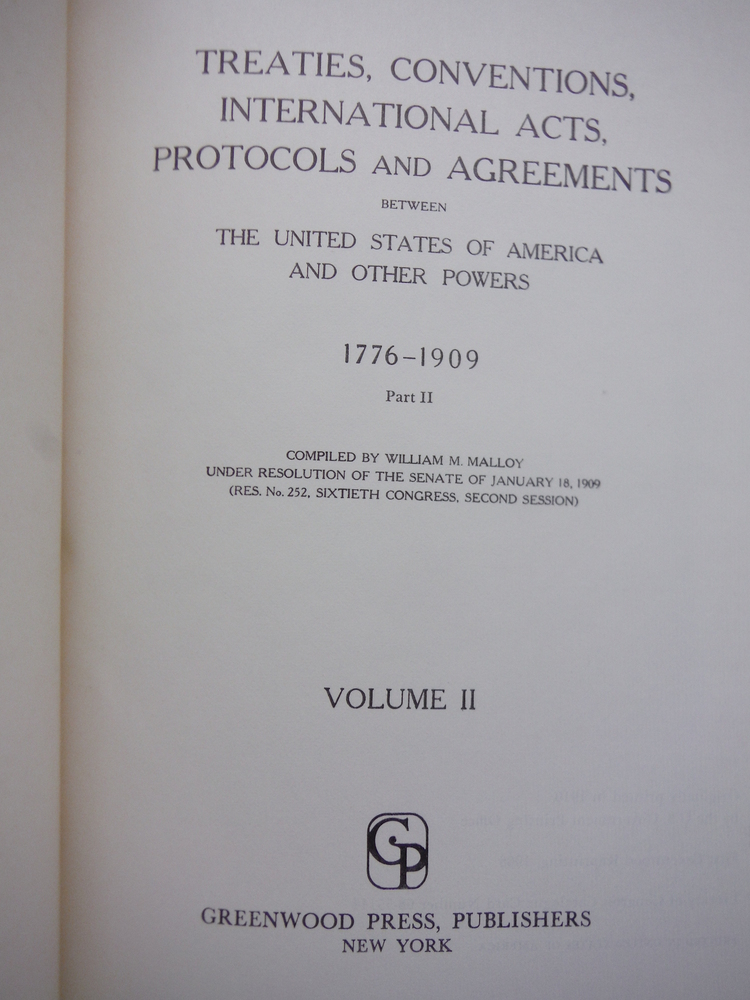 TREATIES, CONVENTIONS,
INTERNATIONAL ACTS,
PROTOCOLS AND AGREEMENTS
BETWEEN
THE UNITED STATES OF AMERICA
AND OTHER POWERS
1776–1909
Part II
COMPILED BY WILLIAM M. MALLOY
UNDER RESOLUTION OF THE SENATE OF JANUARY 18, 1909
(RES. No. 252, SIXTIETH CONGRESS, SECOND SESSION)
VOLUME II
GP
GREENWOOD PRESS, PUBLISHERS
NEW YORK